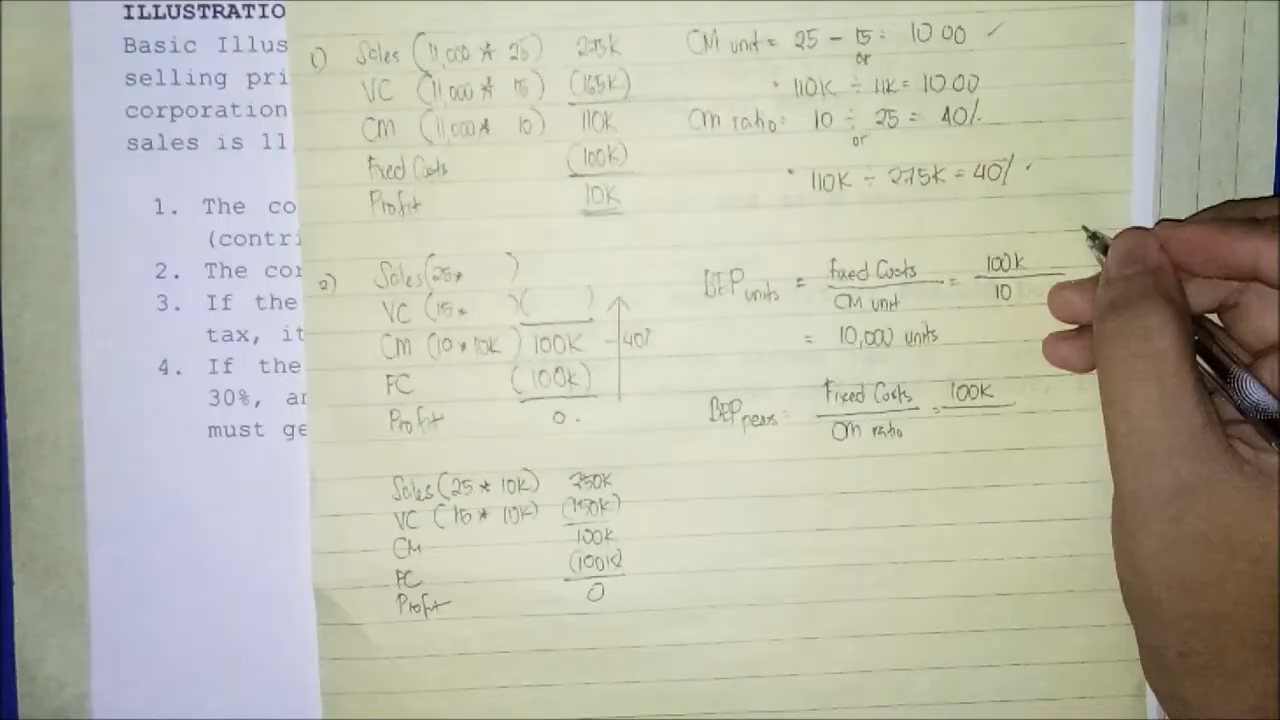 ILLUSTRATIO
Basic Illus
selling pri
corporation
sales is 11
1. The co
(contri
2. The cor
3. If the
tax, it
4. If the
30%, an
must ge
1) Sales (11,000 * 25) 275K
VC (11,000 * 15) (165K)
CM (11,000 * 10) 110K
Fixed Costs (100K)
Profit 10K
CM unit = 25 - 15 = 10.00 ✓
or
• 110K ÷ 11K = 10.00
CM ratio: 10 ÷ 25 = 40%
or
• 110K ÷ 275K = 40% ✓
2) Sales (25* )
VC (15* ) ( )
CM (10*10K) 100K - 40%
FC (100K)
Profit 0.
BEP units = Fixed Costs / CM unit = 100K / 10
= 10,000 units
BEP pesos = Fixed Costs / CM ratio = 100K
Sales (25 * 10K) 250K
VC (15 * 10K) (150K)
CM 100K
FC (100K)
Profit 0